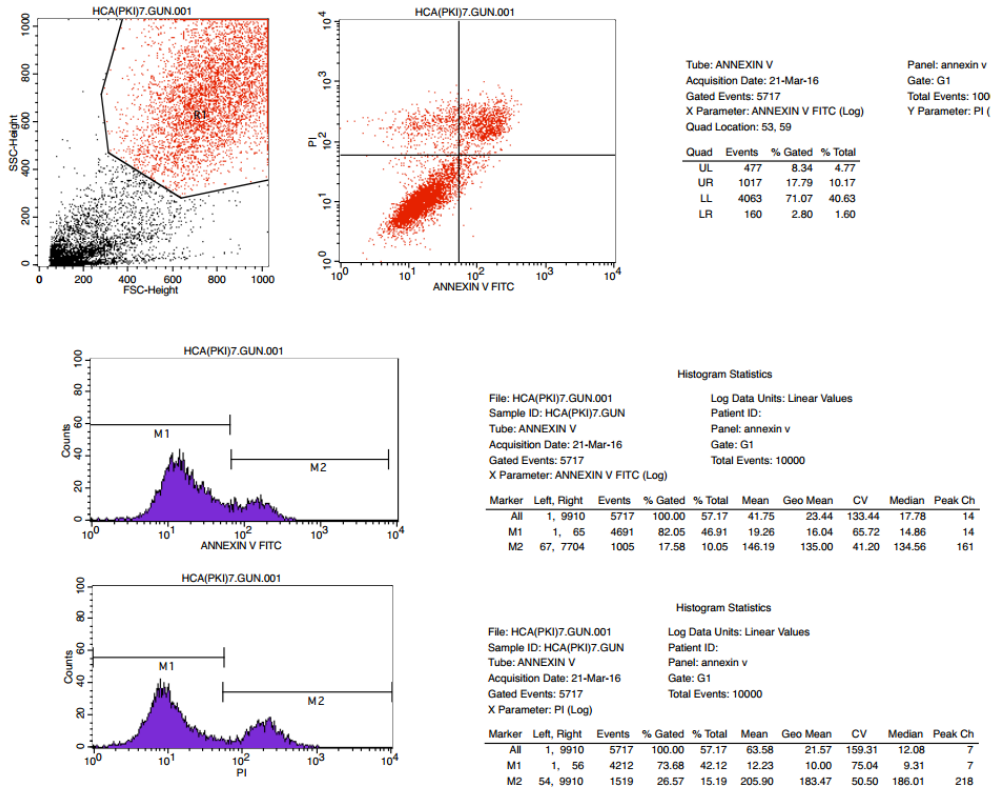 HCA(PKI)7.GUN.001
1000
800
600
400
200
0
SSC-Height
R1
0 200 400 600 800 1000
FSC-Height
HCA(PKI)7.GUN.001
10^4
10^3
10^2
10^1
10^0
PI
10^0 10^1 10^2 10^3 10^4
ANNEXIN V FITC
Tube: ANNEXIN V Panel: annexin v
Acquisition Date: 21-Mar-16 Gate: G1
Gated Events: 5717 Total Events: 100
X Parameter: ANNEXIN V FITC (Log) Y Parameter: PI (
Quad Location: 53, 59
Quad Events % Gated % Total
UL 477 8.34 4.77
UR 1017 17.79 10.17
LL 4063 71.07 40.63
LR 160 2.80 1.60
HCA(PKI)7.GUN.001
100
80
60
40
20
0
Counts
M1
M2
10^0 10^1 10^2 10^3 10^4
ANNEXIN V FITC
Histogram Statistics
File: HCA(PKI)7.GUN.001 Log Data Units: Linear Values
Sample ID: HCA(PKI)7.GUN Patient ID:
Tube: ANNEXIN V Panel: annexin v
Acquisition Date: 21-Mar-16 Gate: G1
Gated Events: 5717 Total Events: 10000
X Parameter: ANNEXIN V FITC (Log)
Marker Left, Right Events % Gated % Total Mean Geo Mean CV Median Peak Ch
All 1, 9910 5717 100.00 57.17 41.75 23.44 133.44 17.78 14
M1 1, 65 4691 82.05 46.91 19.26 16.04 65.72 14.86 14
M2 67, 7704 1005 17.58 10.05 146.19 135.00 41.20 134.56 161
HCA(PKI)7.GUN.001
100
80
60
40
20
0
Counts
M1
M2
10^0 10^1 10^2 10^3 10^4
PI
Histogram Statistics
File: HCA(PKI)7.GUN.001 Log Data Units: Linear Values
Sample ID: HCA(PKI)7.GUN Patient ID:
Tube: ANNEXIN V Panel: annexin v
Acquisition Date: 21-Mar-16 Gate: G1
Gated Events: 5717 Total Events: 10000
X Parameter: PI (Log)
Marker Left, Right Events % Gated % Total Mean Geo Mean CV Median Peak Ch
All 1, 9910 5717 100.00 57.17 63.58 21.57 159.31 12.08 7
M1 1, 56 4212 73.68 42.12 12.23 10.00 75.04 9.31 7
M2 54, 9910 1519 26.57 15.19 205.90 183.47 50.50 186.01 218